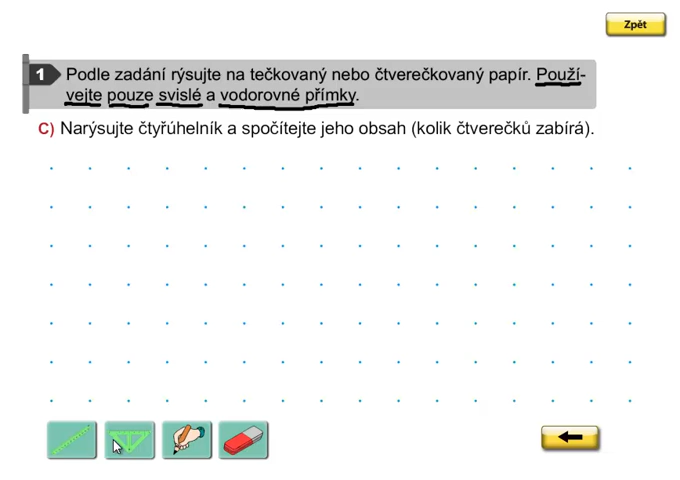 Zpět
1 Podle zadání rýsujte na tečkovaný nebo čtverečkovaný papír. Použí-
vejte pouze svislé a vodorovné přímky.
C) Narýsujte čtyřúhelník a spočítejte jeho obsah (kolik čtverečků zabírá).